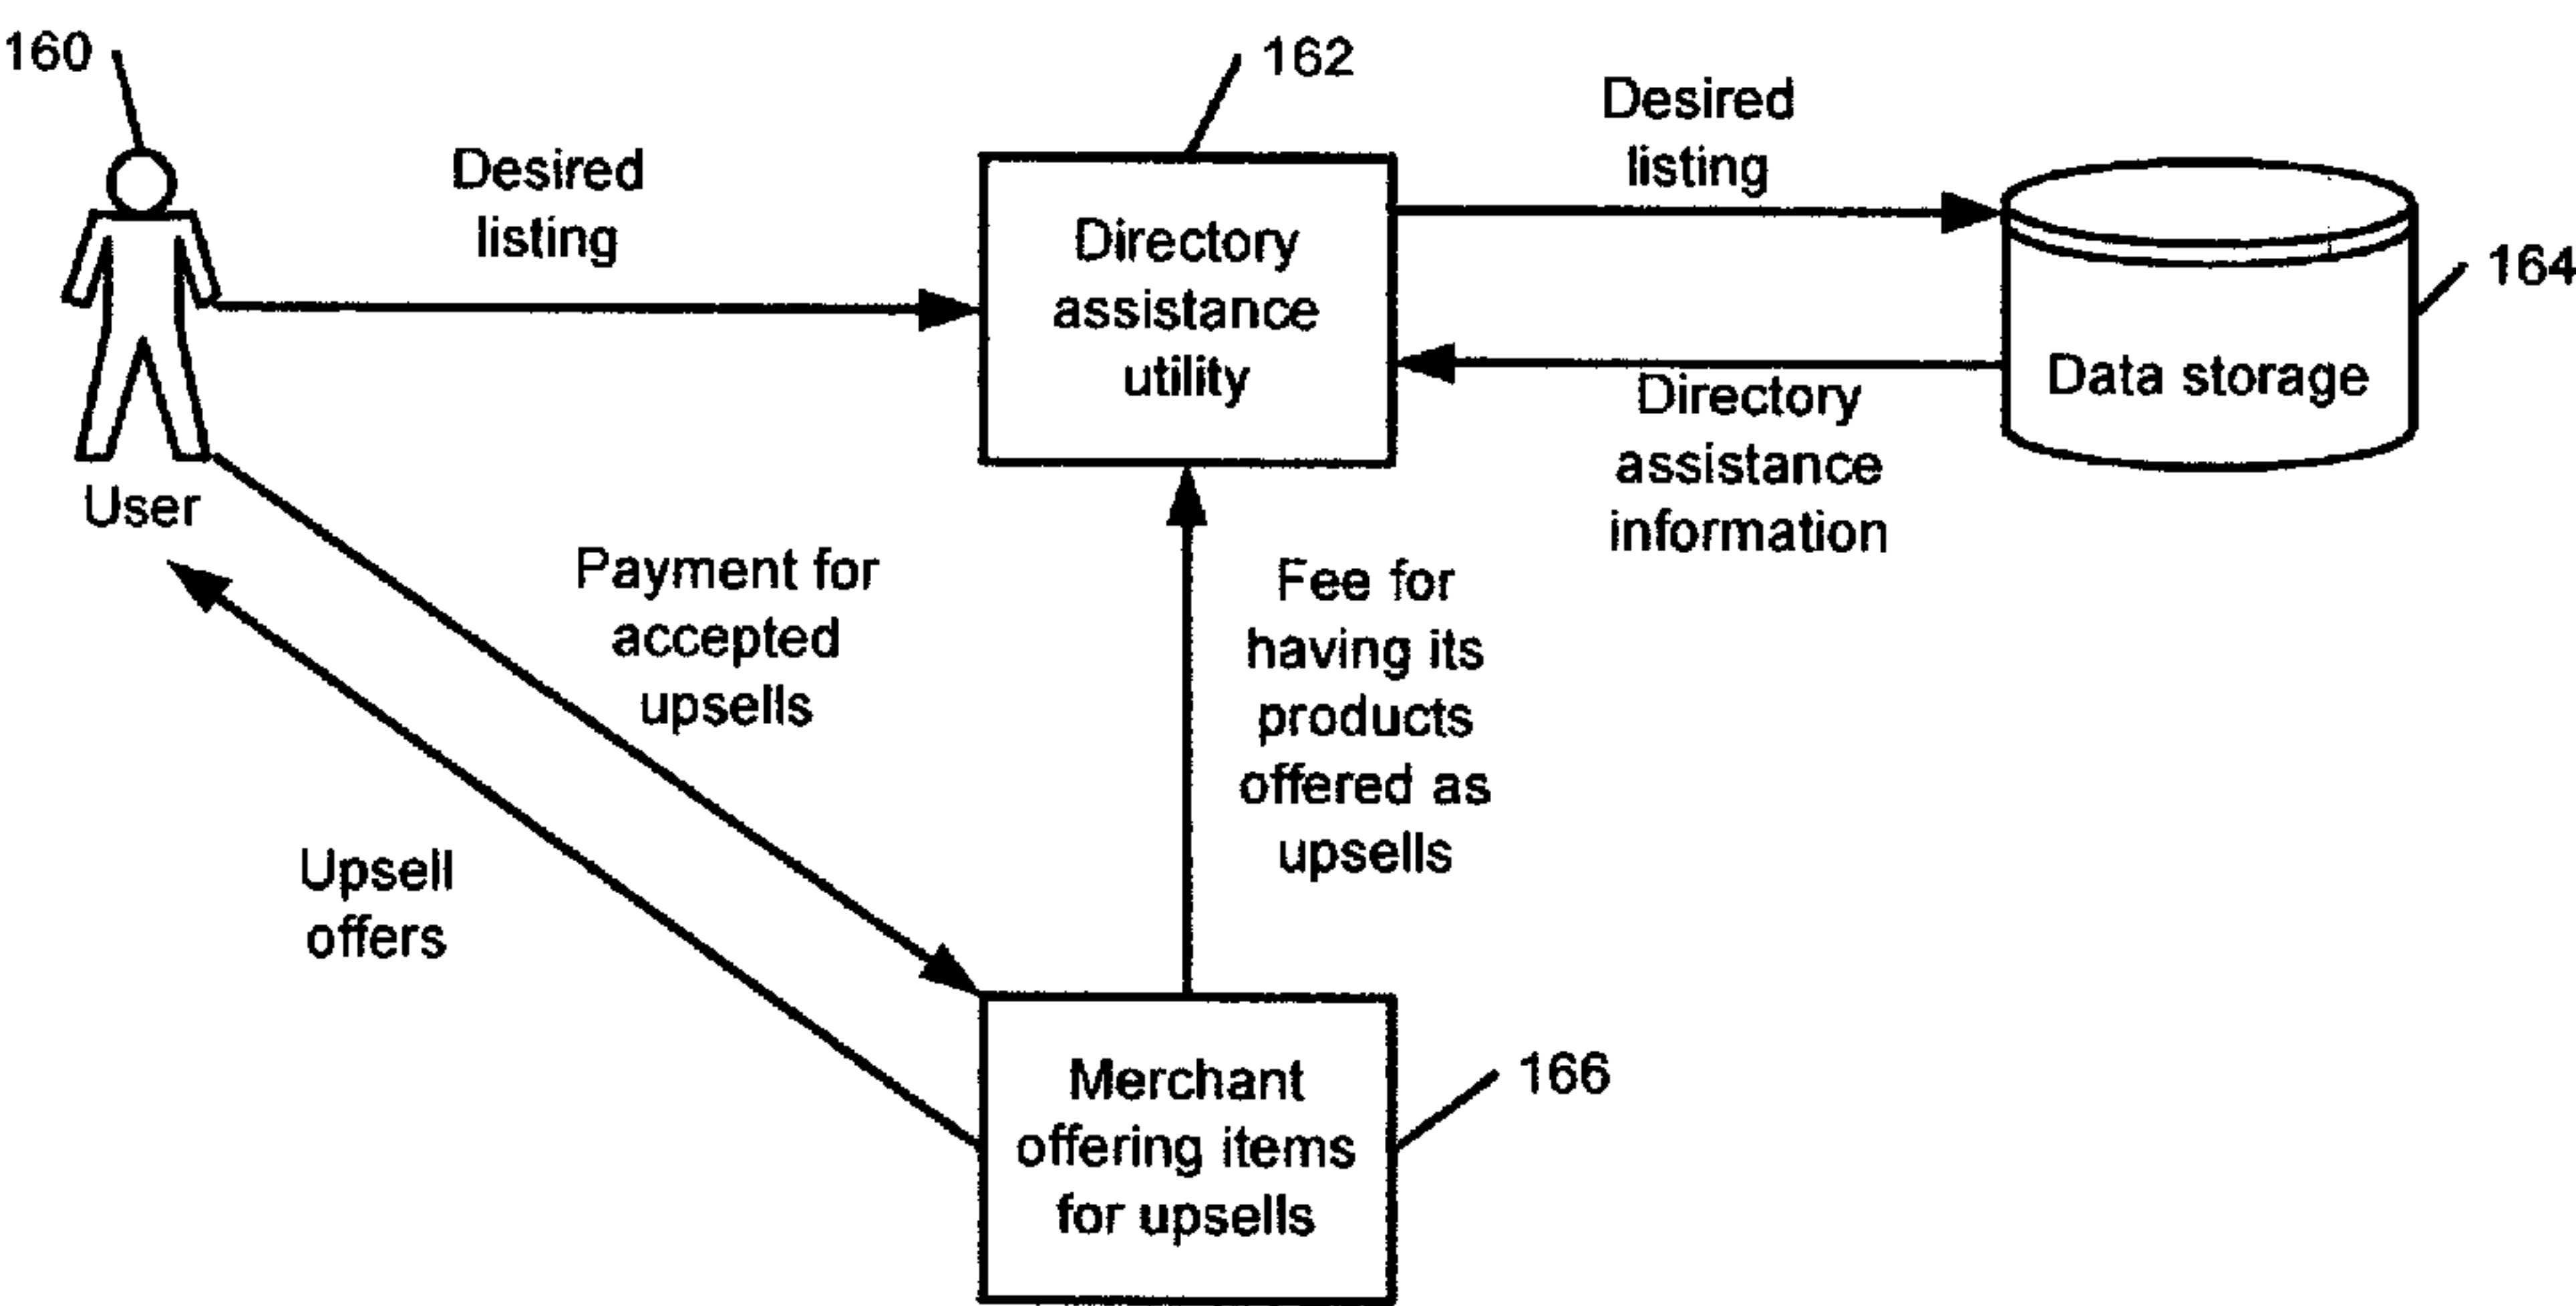 160
162
Desired
listing
Desired
listing
Directory
assistance
utility
164
Data storage
Directory
assistance
information
User
Payment for
accepted
upsells
Fee for
having its
products
offered as
upsells
Upsell
offers
Merchant
offering items
for upsells
166